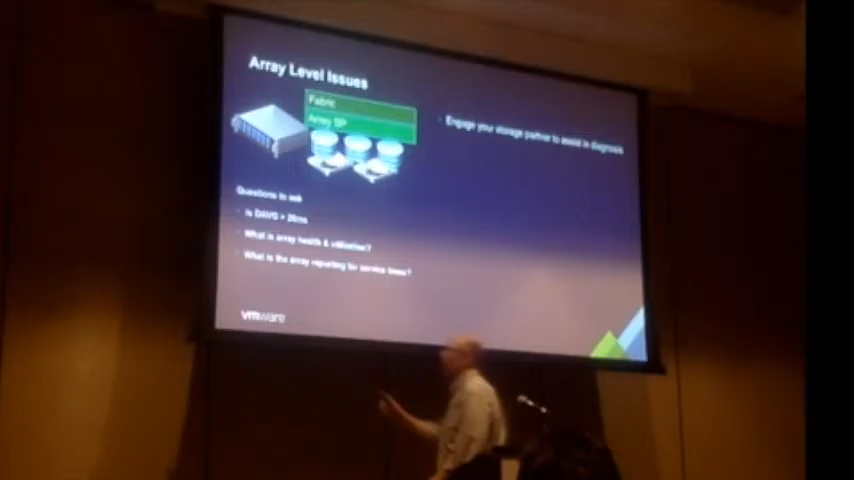 Array Level Issues
Fabric
Array SP
- Engage your storage partner to assist in diagnosis
Questions to ask
- Is DAVG > 20ms
- What is array health & utilization?
- What is the array reporting for service times?
vmware